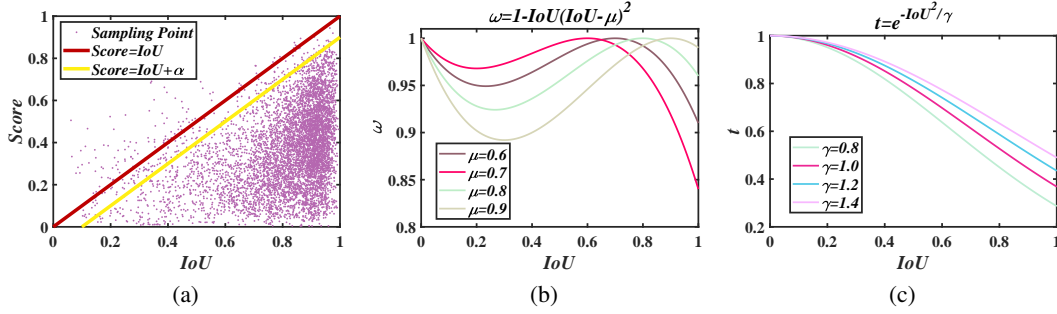 Sampling Point
Score=IoU
Score=IoU+α
1
0.8
0.6
0.4
0.2
0
Score
0 0.2 0.4 0.6 0.8 1
IoU
(a)
ω=1-IoU(IoU-μ)²
1
0.95
0.9
0.85
0.8
ω
μ=0.6
μ=0.7
μ=0.8
μ=0.9
0 0.2 0.4 0.6 0.8 1
IoU
(b)
t=e^-IoU²/γ
1
0.8
0.6
0.4
0.2
t
γ=0.8
γ=1.0
γ=1.2
γ=1.4
0 0.2 0.4 0.6 0.8 1
IoU
(c)